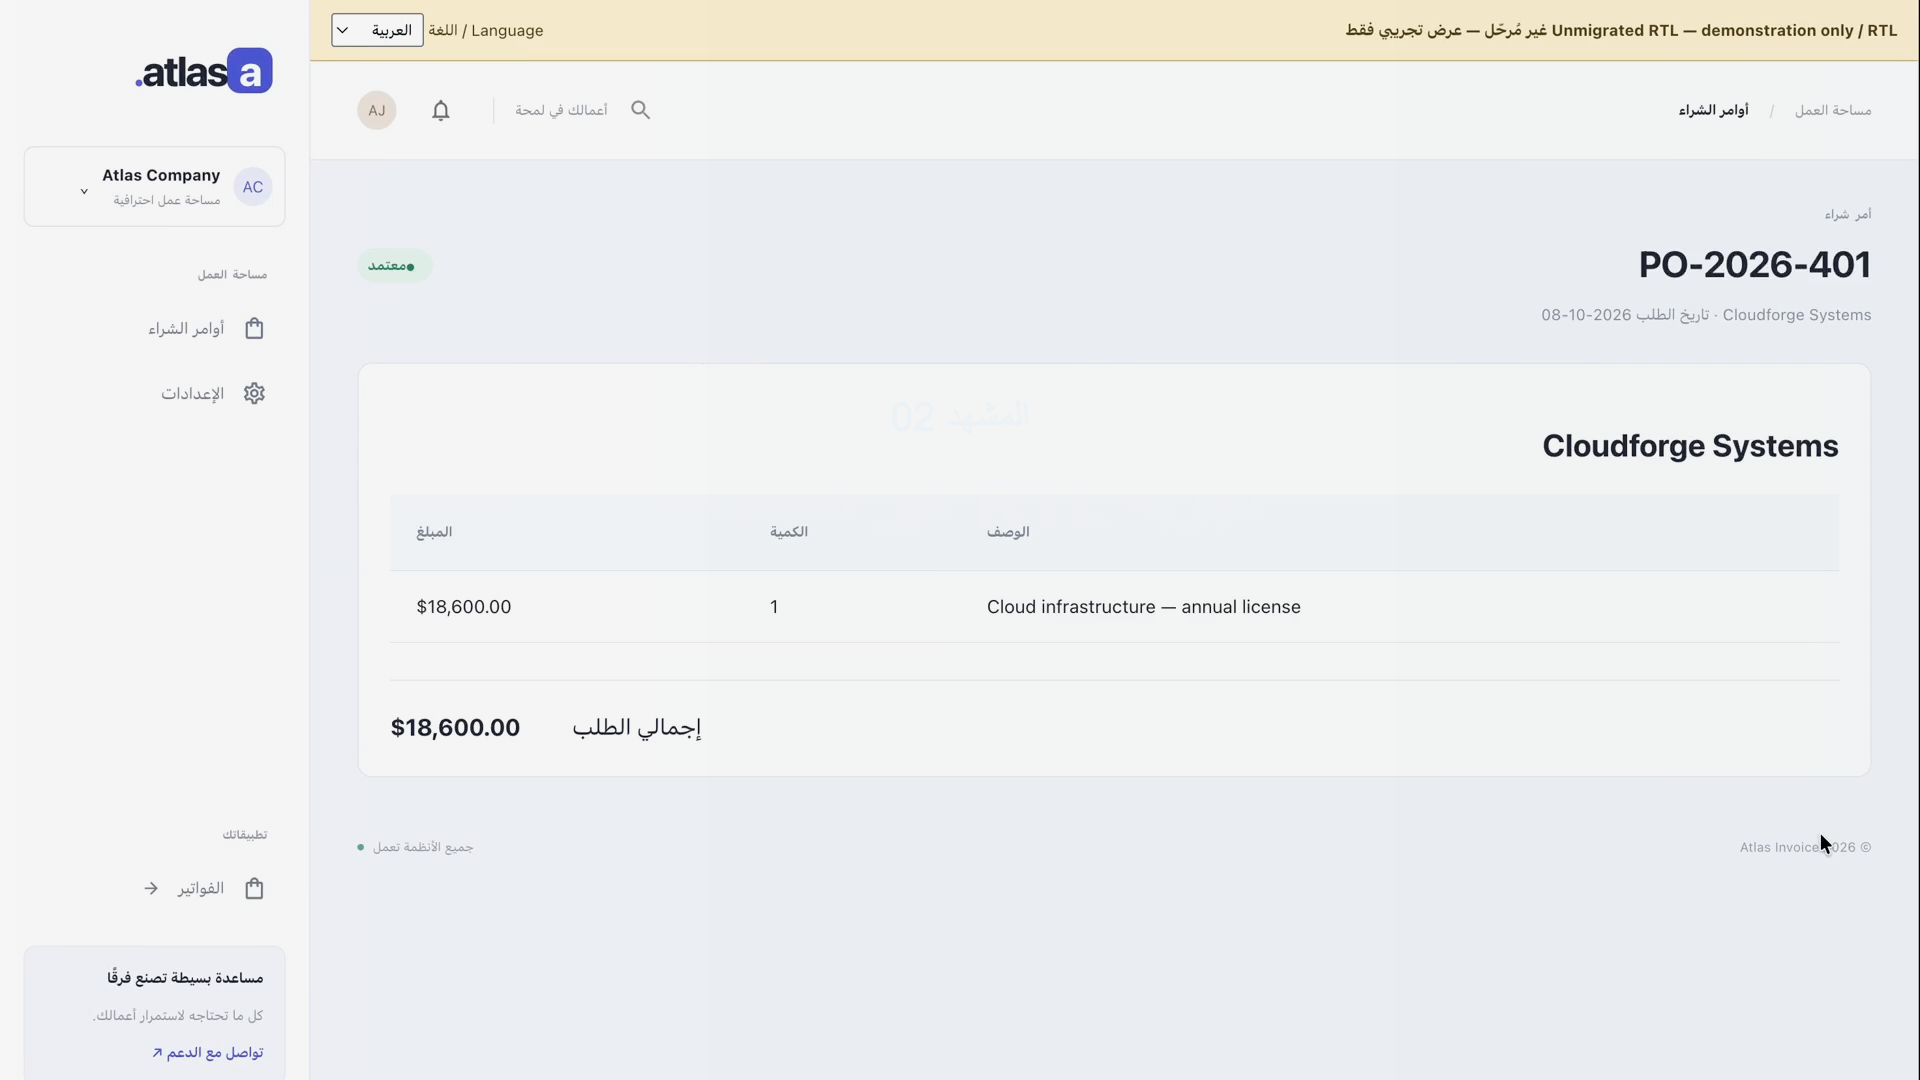 Unmigrated RTL — demonstration only / RTL غير مُرحّل — عرض تجريبي فقط
Language / اللغة
العربية
atlas.
a
AC
Atlas Company
مساحة عمل احترافية
مساحة العمل
أوامر الشراء
الإعدادات
تطبيقاتك
الفواتير →
مساعدة بسيطة تصنع فرقًا
كل ما تحتاجه لاستمرار أعمالك.
تواصل مع الدعم ↗
مساحة العمل / أوامر الشراء
أعمالك في لمحة
AJ
أمر شراء
PO-2026-401
معتمد
Cloudforge Systems · تاريخ الطلب 2026-10-08
المشهد 02
Cloudforge Systems
الوصف الكمية المبلغ
Cloud infrastructure — annual license 1 $18,600.00
إجمالي الطلب $18,600.00
جميع الأنظمة تعمل
© Atlas